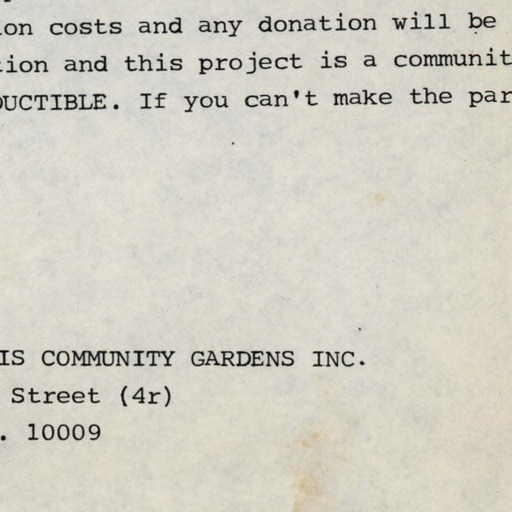 ion costs and any donation will be
tion and this project is a communit
DUCTIBLE. If you can't make the par
IS COMMUNITY GARDENS INC.
Street (4r)
. 10009